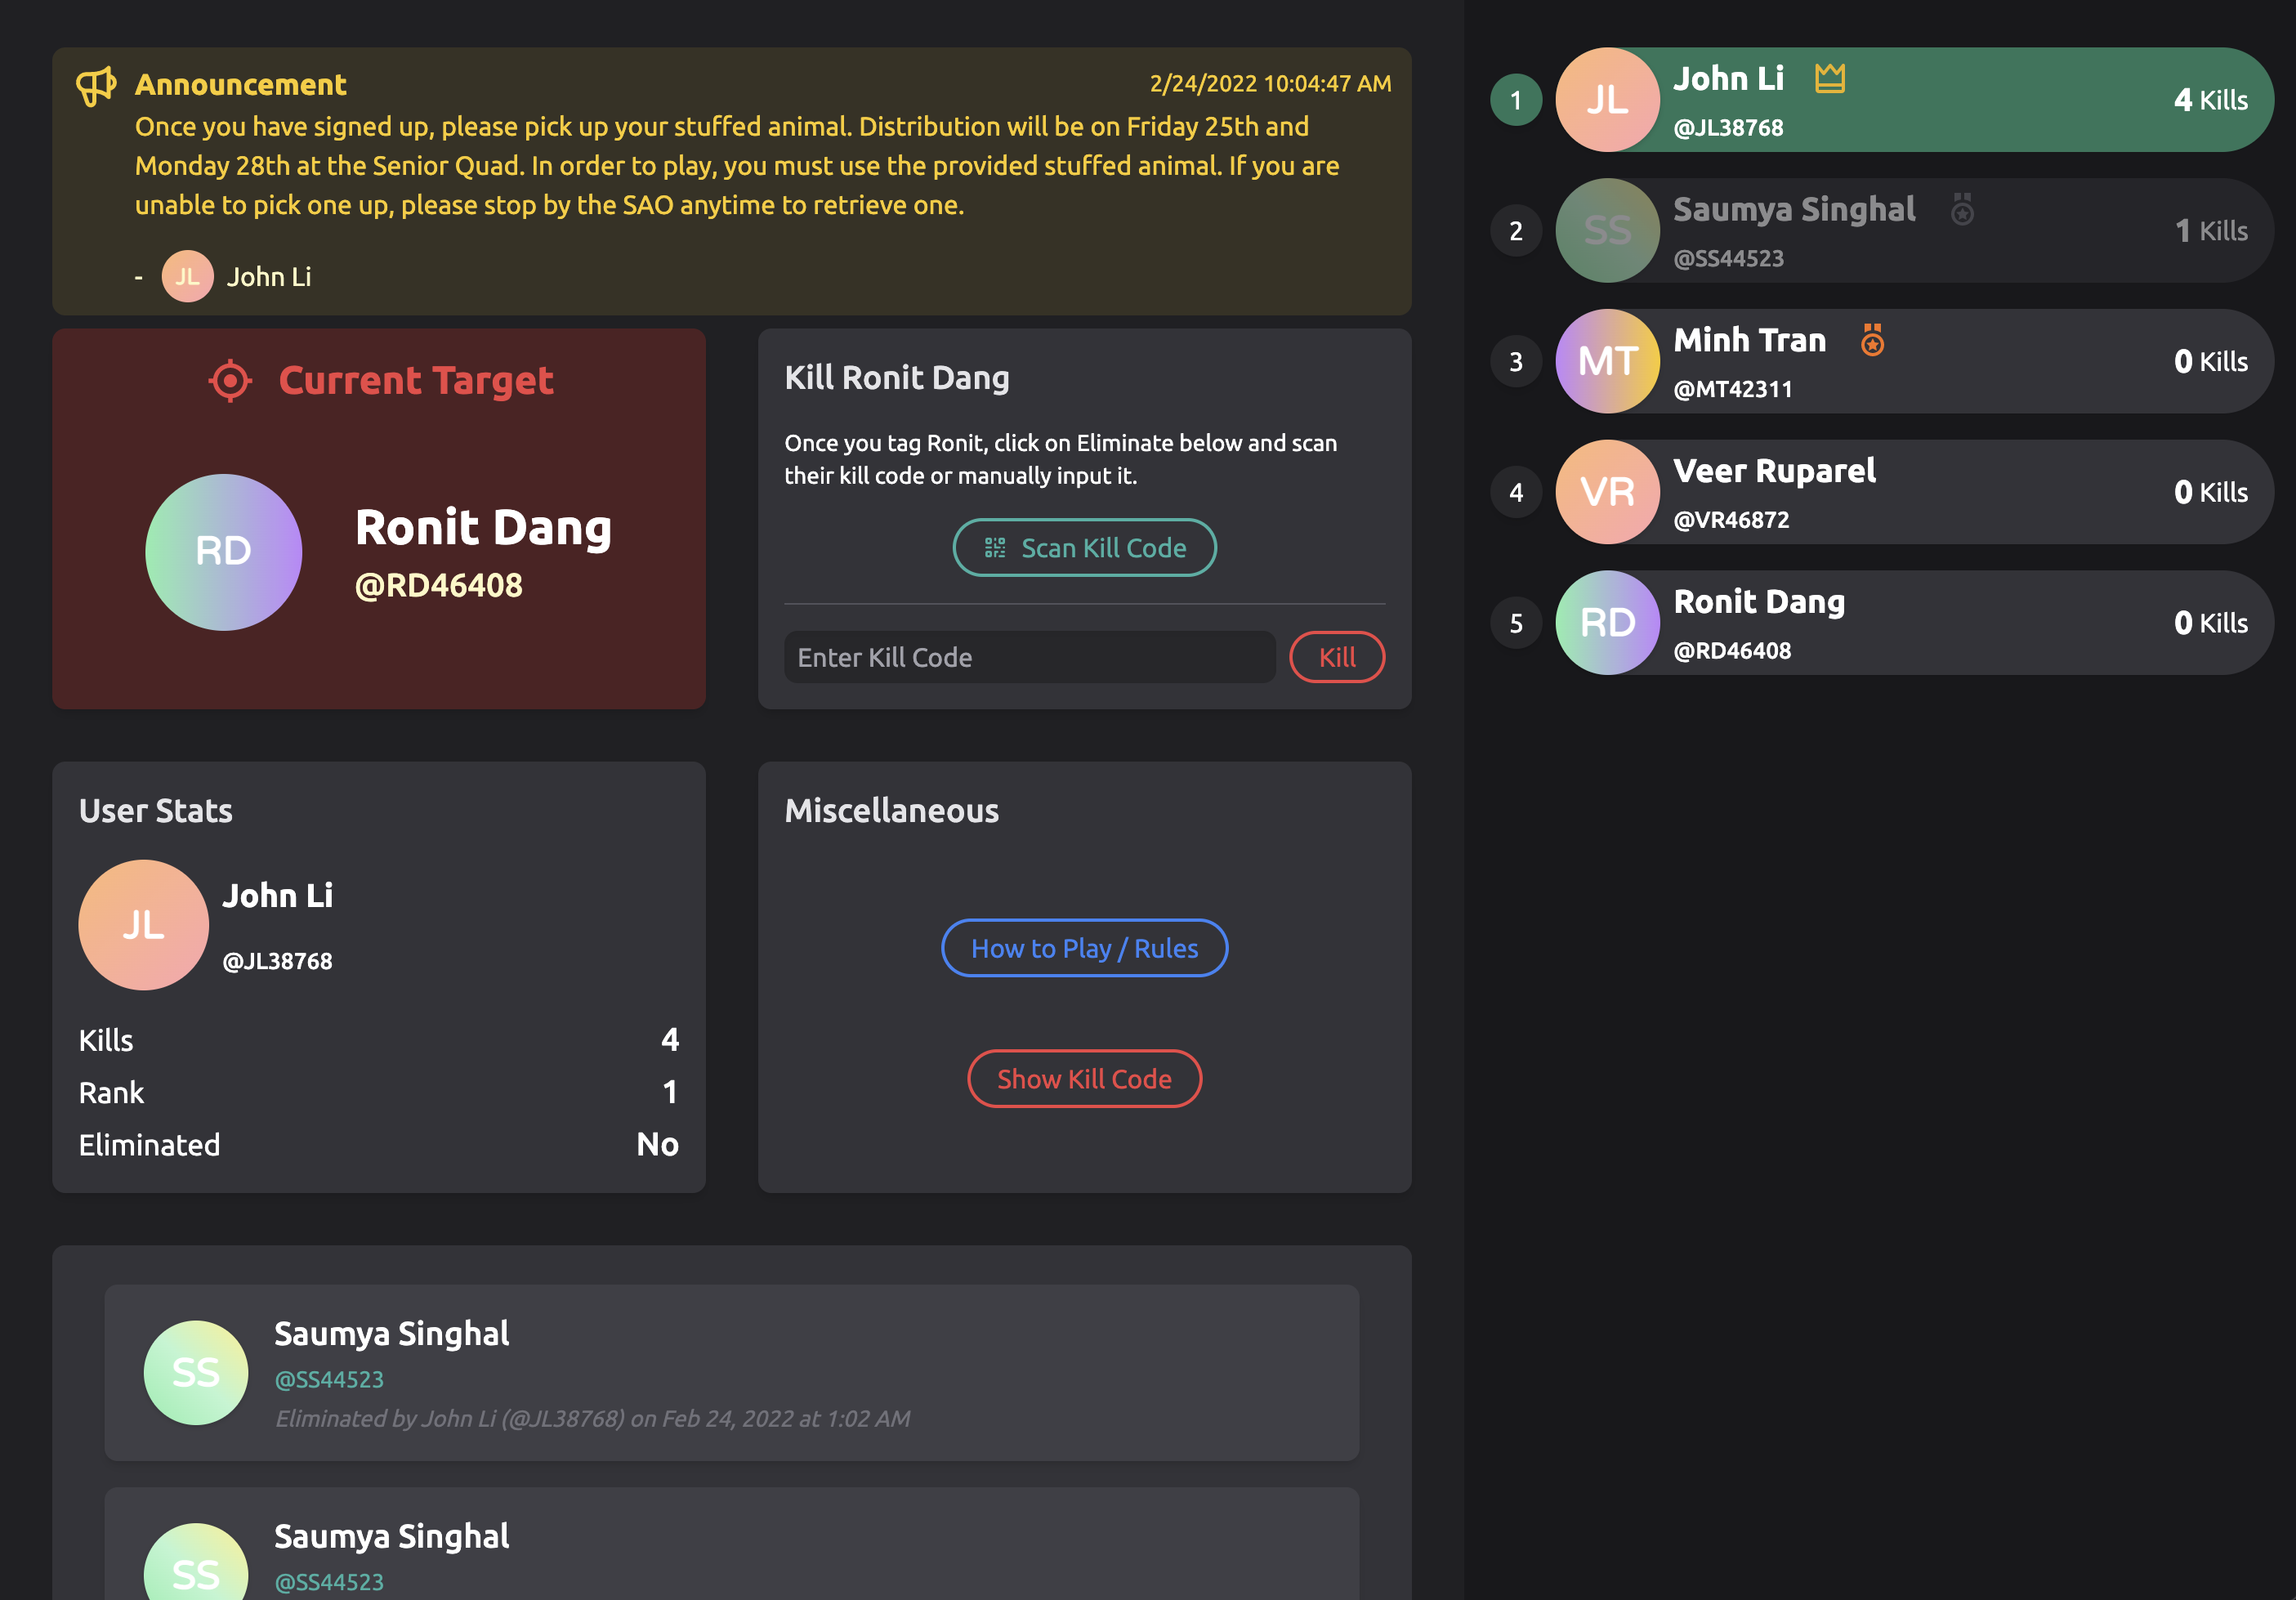 Announcement
2/24/2022 10:04:47 AM
Once you have signed up, please pick up your stuffed animal. Distribution will be on Friday 25th and
Monday 28th at the Senior Quad. In order to play, you must use the provided stuffed animal. If you are
unable to pick one up, please stop by the SAO anytime to retrieve one.
- JL John Li
Current Target
RD
Ronit Dang
@RD46408
Kill Ronit Dang
Once you tag Ronit, click on Eliminate below and scan
their kill code or manually input it.
Scan Kill Code
Enter Kill Code
Kill
User Stats
JL
John Li
@JL38768
Kills 4
Rank 1
Eliminated No
Miscellaneous
How to Play / Rules
Show Kill Code
SS
Saumya Singhal
@SS44523
Eliminated by John Li (@JL38768) on Feb 24, 2022 at 1:02 AM
SS
Saumya Singhal
@SS44523
1
JL
John Li
@JL38768
4 Kills
2
SS
Saumya Singhal
@SS44523
1 Kills
3
MT
Minh Tran
@MT42311
0 Kills
4
VR
Veer Ruparel
@VR46872
0 Kills
5
RD
Ronit Dang
@RD46408
0 Kills